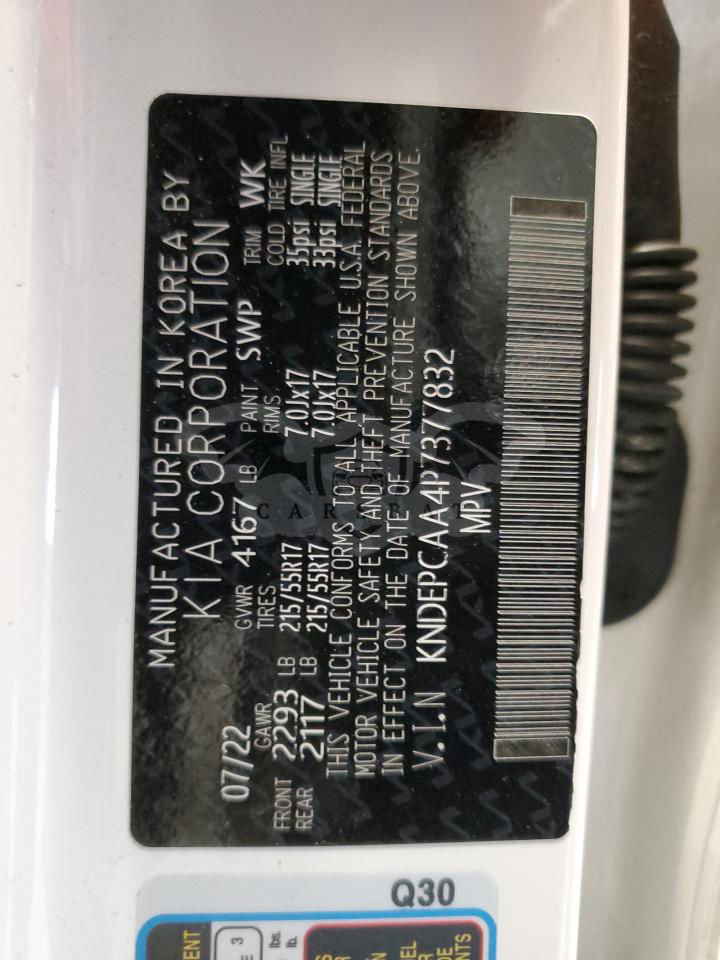 MANUFACTURED IN KOREA BY
KIA CORPORATION
07/22 GVWR 4167 LB PAINT SWP TRIM WK
GAWR TIRES RIMS COLD TIRE INFL
FRONT 2293 LB 215/55R17 7.0Jx17 35psi SINGLE
REAR 2117 LB 215/55R17 7.0Jx17 33psi SINGLE
THIS VEHICLE CONFORMS TO ALL APPLICABLE U.S.A. FEDERAL
MOTOR VEHICLE SAFETY AND THEFT PREVENTION STANDARDS
IN EFFECT ON THE DATE OF MANUFACTURE SHOWN ABOVE.
V.I.N KNDEPCAA4P7377832
MPV
Q30
3
lbs.
lb.